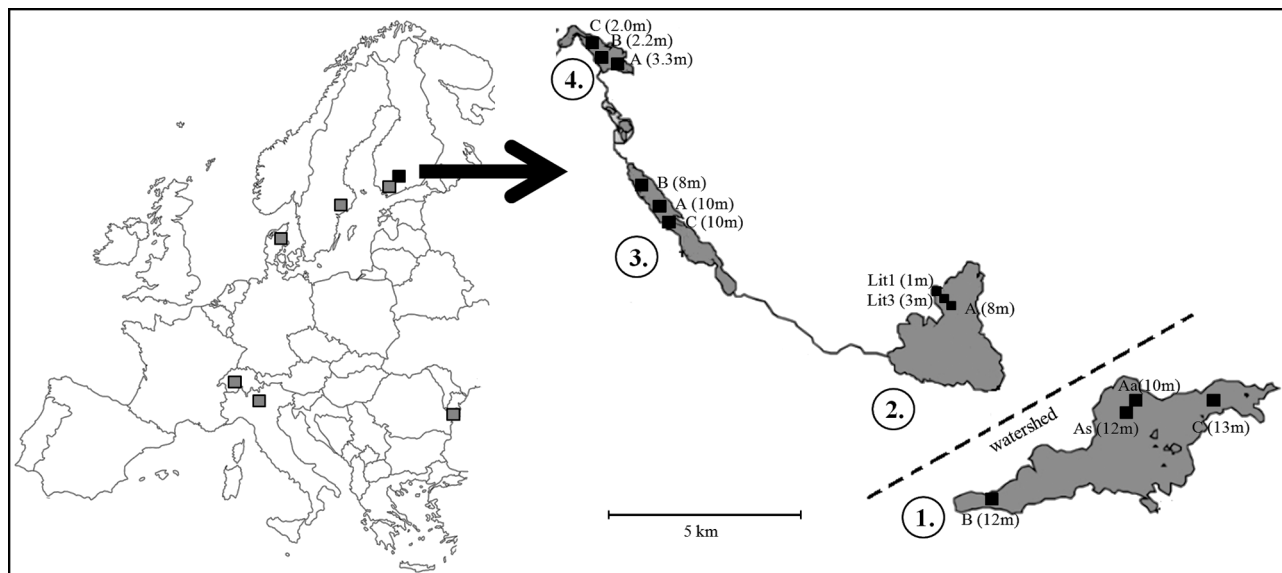 C (2.0m)
B (2.2m)
A (3.3m)
4.
B (8m)
A (10m)
C (10m)
3.
Lit1 (1m)
Lit3 (3m)
A (8m)
2.
watershed
Aa(10m)
As (12m)
C (13m)
1.
B (12m)
5 km